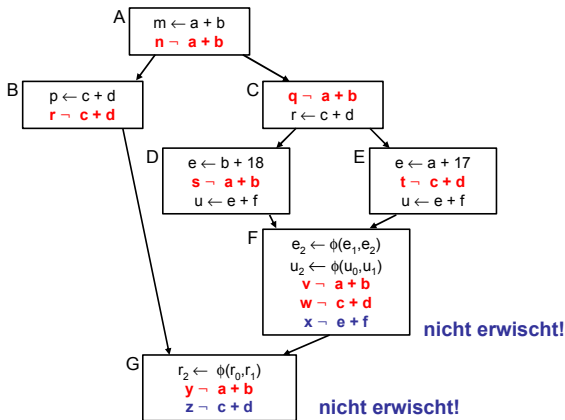 A
m ← a + b
n ¬ a + b
B
p ← c + d
r ¬ c + d
C
q ¬ a + b
r ← c + d
D
e ← b + 18
s ¬ a + b
u ← e + f
E
e ← a + 17
t ¬ c + d
u ← e + f
F
e₂ ← ϕ(e₁,e₂)
u₂ ← ϕ(u₀,u₁)
v ¬ a + b
w ¬ c + d
x ¬ e + f
nicht erwischt!
G
r₂ ← ϕ(r₀,r₁)
y ¬ a + b
z ¬ c + d
nicht erwischt!